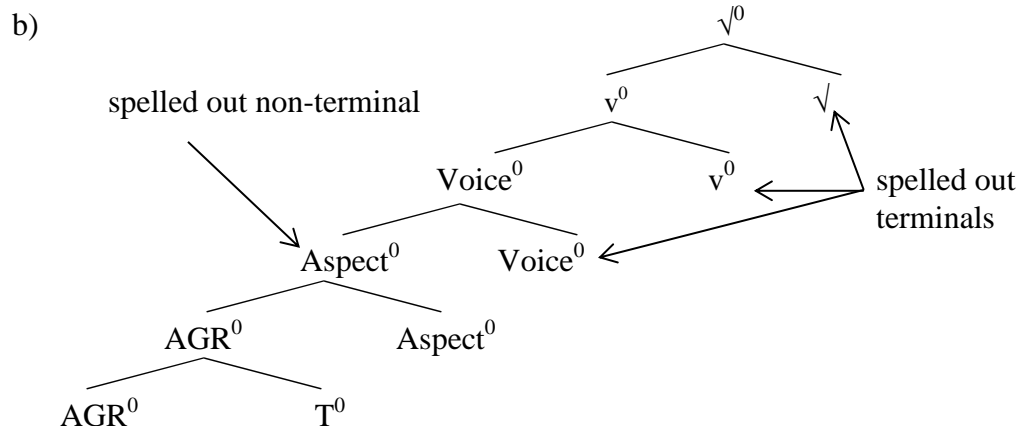 b)
√⁰
spelled out non-terminal
v⁰ √
Voice⁰ v⁰
spelled out
terminals
Aspect⁰ Voice⁰
AGR⁰ Aspect⁰
AGR⁰ T⁰